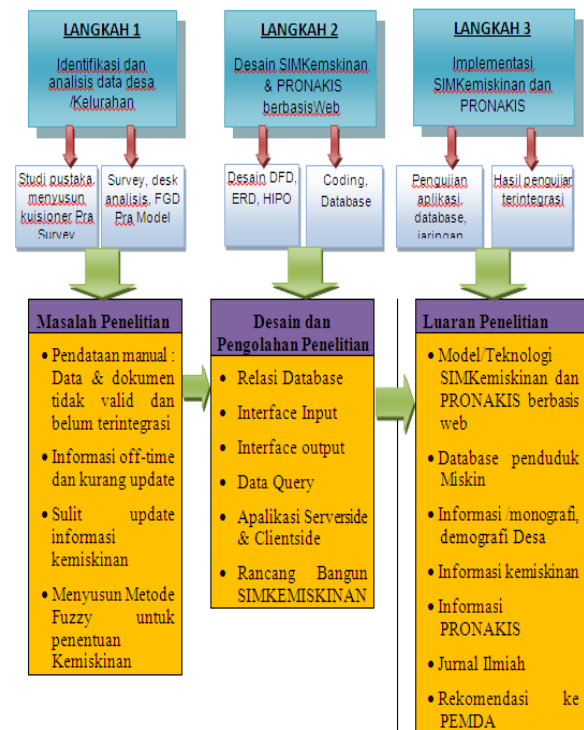 LANGKAH 1
Identifikasi dan
analisis data desa
/Kelurahan
LANGKAH 2
Desain SIMKemskinan
& PRONAKIS
berbasisWeb
LANGKAH 3
Implementasi
SIMKemiskinan dan
PRONAKIS
Studi pustaka,
menyusun
kuisioner Pra
Survey
Survey, desk
analysis, FGD
Pra Model
Desain DFD,
ERD, HIPO
Coding,
Database
Pengujian
aplikasi,
database,
jaringan
Hasil pengujian
terintegrasi
Masalah Penelitian
• Pendataan manual :
Data & dokumen
tidak valid dan
belum terintegrasi
• Informasi off-time
dan kurang update
• Sulit update
informasi
kemiskinan
• Menyusun Metode
Fuzzy untuk
penentuan
Kemiskinan
Desain dan
Pengolahan Penelitian
• Relasi Database
• Interface Input
• Interface output
• Data Query
• Apalikasi Serverside
& Clientside
• Rancang Bangun
SIMKEMISKINAN
Luaran Penelitian
• Model/Teknologi
SIMKemiskinan dan
PRONAKIS berbasis
web
• Database penduduk
Miskin
• Informasi /monografi,
demografi Desa
• Informasi kemiskinan
• Informasi
PRONAKIS
• Jurnal Ilmiah
• Rekomendasi ke
PEMDA